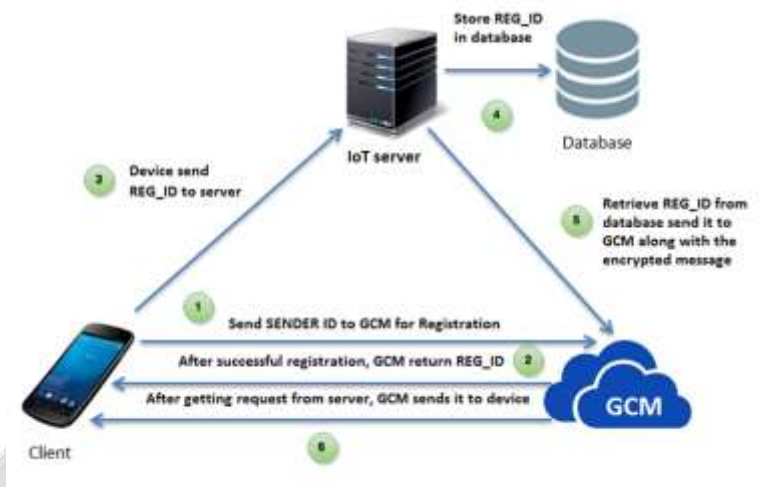 Store REG_ID
in database
4
Database
IoT server
3
Device send
REG_ID to server
5
Retrieve REG_ID from
database send it to
GCM along with the
encrypted message
1
Send SENDER ID to GCM for Registration
After successful registration, GCM return REG_ID
2
After getting request from server, GCM sends it to device
GCM
Client
6